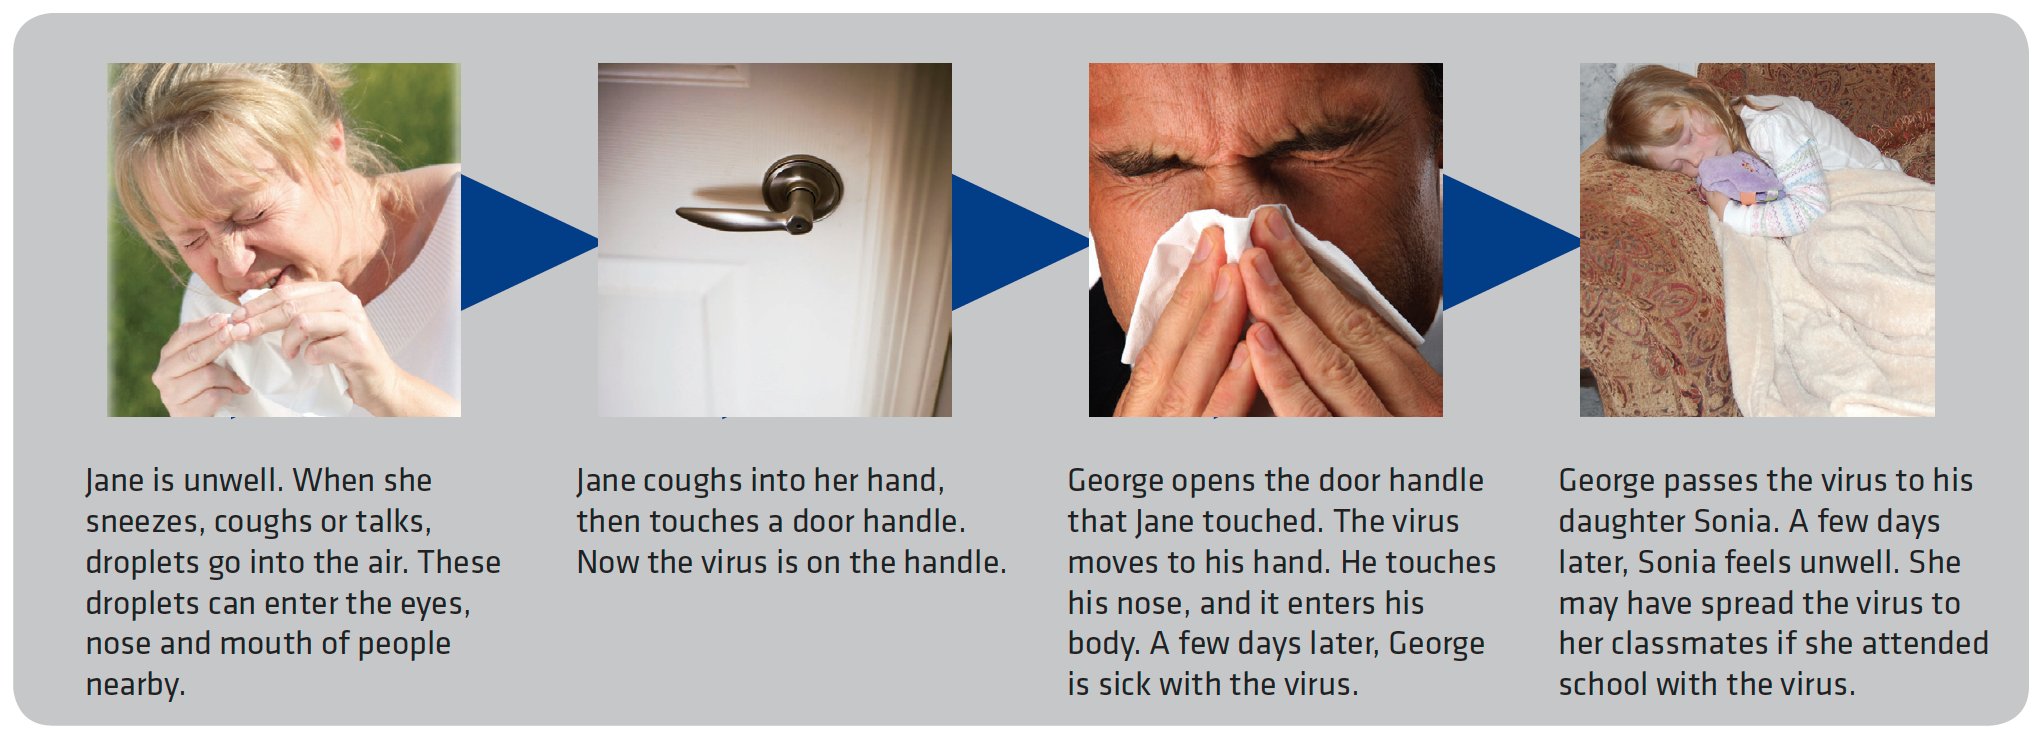 Jane is unwell. When she
sneezes, coughs or talks,
droplets go into the air. These
droplets can enter the eyes,
nose and mouth of people
nearby.
Jane coughs into her hand,
then touches a door handle.
Now the virus is on the handle.
George opens the door handle
that Jane touched. The virus
moves to his hand. He touches
his nose, and it enters his
body. A few days later, George
is sick with the virus.
George passes the virus to his
daughter Sonia. A few days
later, Sonia feels unwell. She
may have spread the virus to
her classmates if she attended
school with the virus.